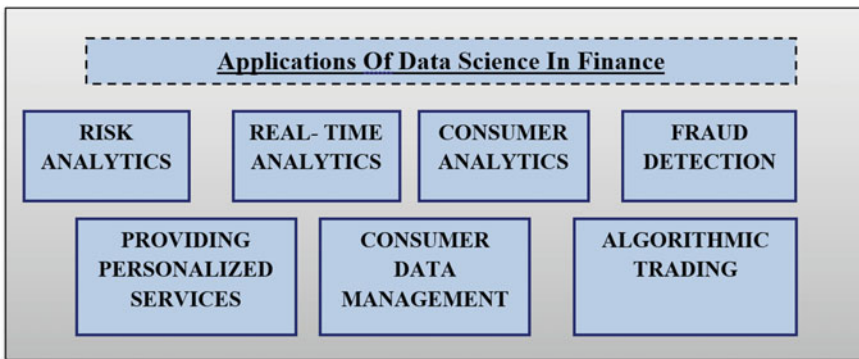 Applications Of Data Science In Finance
RISK
ANALYTICS
REAL- TIME
ANALYTICS
CONSUMER
ANALYTICS
FRAUD
DETECTION
PROVIDING
PERSONALIZED
SERVICES
CONSUMER
DATA
MANAGEMENT
ALGORITHMIC
TRADING